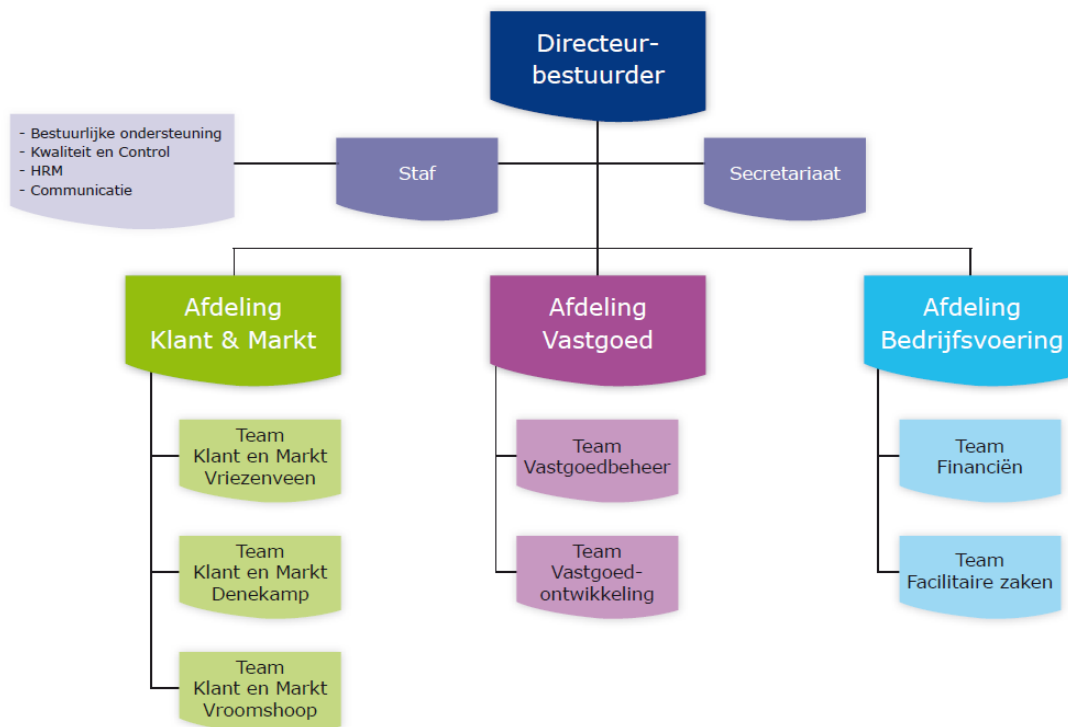 Directeur-
bestuurder
- Bestuurlijke ondersteuning
- Kwaliteit en Control
- HRM
- Communicatie
Staf
Secretariaat
Afdeling
Klant & Markt
Afdeling
Vastgoed
Afdeling
Bedrijfsvoering
Team
Klant en Markt
Vriezenveen
Team
Vastgoedbeheer
Team
Financiën
Team
Klant en Markt
Denekamp
Team
Vastgoed-
ontwikkeling
Team
Facilitaire zaken
Team
Klant en Markt
Vroomshoop